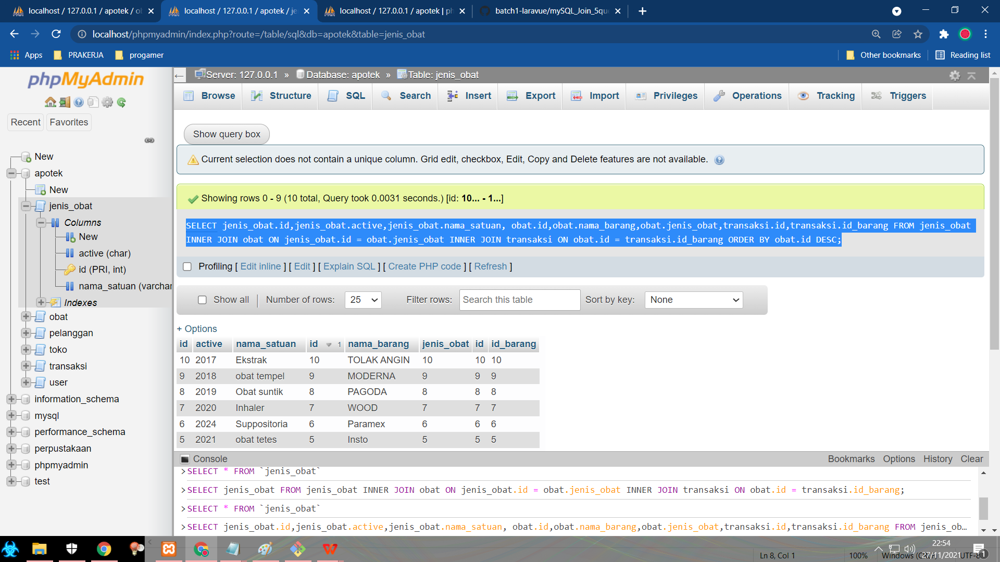 localhost / 127.0.0.1 / apotek / ob
localhost / 127.0.0.1 / apotek / je
localhost / 127.0.0.1 / apotek | ph
batch1-laravue/mySQL_Join_5que
localhost/phpmyadmin/index.php?route=/table/sql&db=apotek&table=jenis_obat
Apps
PRAKERJA
progamer
Other bookmarks
Reading list
phpMyAdmin
Recent
Favorites
New
apotek
New
jenis_obat
Columns
New
active (char)
id (PRI, int)
nama_satuan (varchar
Indexes
obat
pelanggan
toko
transaksi
user
information_schema
mysql
performance_schema
perpustakaan
phpmyadmin
test
Server: 127.0.0.1 » Database: apotek » Table: jenis_obat
Browse Structure SQL Search Insert Export Import Privileges Operations Tracking Triggers
Show query box
Current selection does not contain a unique column. Grid edit, checkbox, Edit, Copy and Delete features are not available.
Showing rows 0 - 9 (10 total, Query took 0.0031 seconds.) [id: 10... - 1...]
SELECT jenis_obat.id,jenis_obat.active,jenis_obat.nama_satuan, obat.id,obat.nama_barang,obat.jenis_obat,transaksi.id,transaksi.id_barang FROM jenis_obat
INNER JOIN obat ON jenis_obat.id = obat.jenis_obat INNER JOIN transaksi ON obat.id = transaksi.id_barang ORDER BY obat.id DESC;
Profiling [ Edit inline ] [ Edit ] [ Explain SQL ] [ Create PHP code ] [ Refresh ]
Show all | Number of rows: 25 Filter rows: Search this table Sort by key: None
+ Options
id active nama_satuan id 1 nama_barang jenis_obat id id_barang
10 2017 Ekstrak 10 TOLAK ANGIN 10 10 10
9 2018 obat tempel 9 MODERNA 9 9 9
8 2019 Obat suntik 8 PAGODA 8 8 8
7 2020 Inhaler 7 WOOD 7 7 7
6 2024 Suppositoria 6 Paramex 6 6 6
5 2021 obat tetes 5 Insto 5 5 5
Console
Bookmarks Options History Clear
>SELECT * FROM `jenis_obat`
>SELECT jenis_obat FROM jenis_obat INNER JOIN obat ON jenis_obat.id = obat.jenis_obat INNER JOIN transaksi ON obat.id = transaksi.id_barang;
>SELECT * FROM `jenis_obat`
>SELECT jenis_obat.id,jenis_obat.active,jenis_obat.nama_satuan, obat.id,obat.nama_barang,obat.jenis_obat,transaksi.id,transaksi.id_barang FROM jenis_ob…
Ln 8, Col 1
100%
22:54
27/11/2021
1